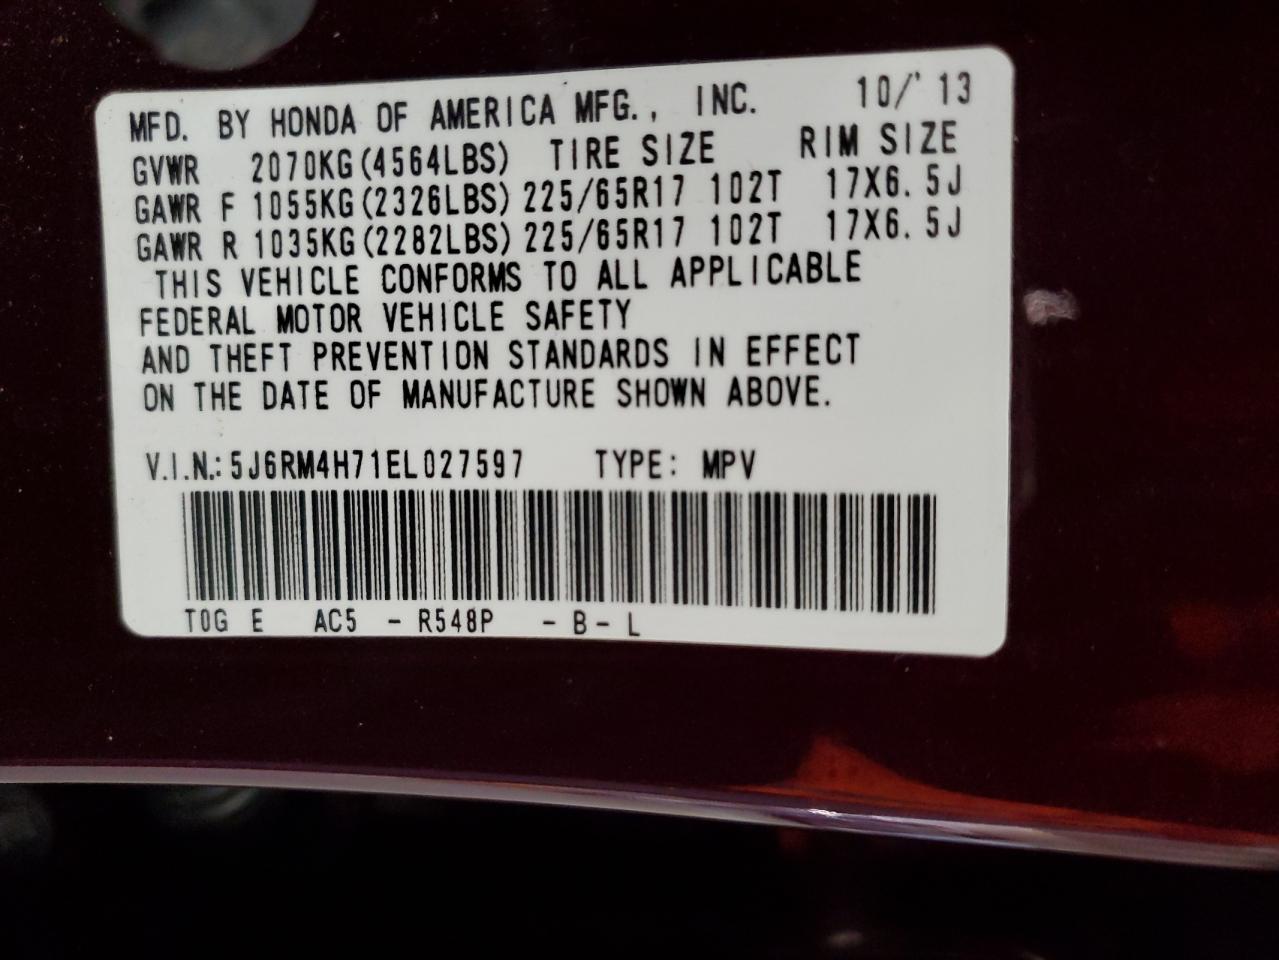 MFD. BY HONDA OF AMERICA MFG., INC. 10/'13
GVWR 2070KG(4564LBS) TIRE SIZE RIM SIZE
GAWR F 1055KG(2326LBS) 225/65R17 102T 17X6.5J
GAWR R 1035KG(2282LBS) 225/65R17 102T 17X6.5J
THIS VEHICLE CONFORMS TO ALL APPLICABLE
FEDERAL MOTOR VEHICLE SAFETY
AND THEFT PREVENTION STANDARDS IN EFFECT
ON THE DATE OF MANUFACTURE SHOWN ABOVE.
V.I.N.: 5J6RM4H71EL027597 TYPE: MPV
T0G E AC5 - R548P - B - L